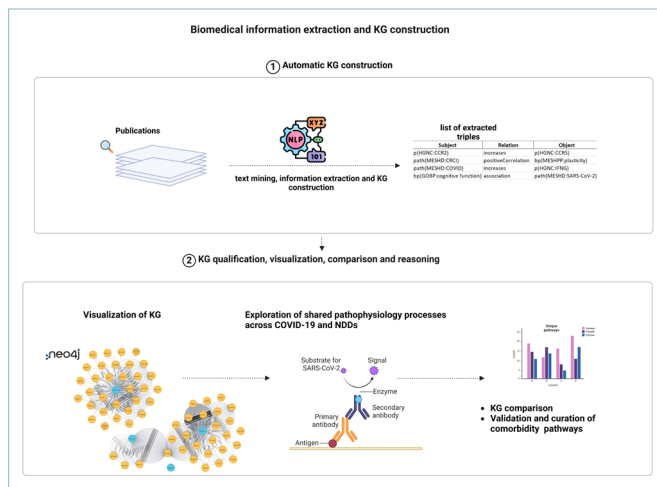 Biomedical information extraction and KG construction
1 Automatic KG construction
Publications
XYZ
NLP
101
text mining, information extraction and KG
construction
list of extracted
triples
Subject Relation Object
p(HGNC:CCR2) increases p(HGNC:CCR5)
path(MESHD:CRCI) positiveCorrelation bp(MESHPP:plasticity)
path(MESHD:COVID) increases p(HGNC:IFNG)
bp(GOBP:cognitive function) association path(MESHD:SARS-CoV-2)
2 KG qualification, visualization, comparison and reasoning
Visualization of KG
neo4j
Exploration of shared pathophysiology processes
across COVID-19 and NDDs
Substrate for
SARS-CoV-2
Signal
Enzyme
Secondary
antibody
Primary
antibody
Antigen
Unique
pathways
• KG comparison
• Validation and curation of
comorbidity pathways